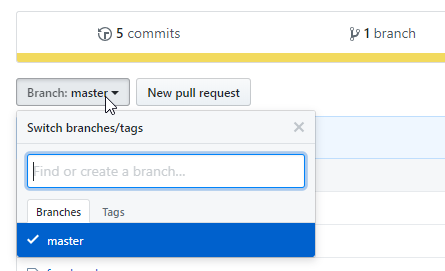 5 commits
1 branch
Branch: master
New pull request
Switch branches/tags
Find or create a branch...
Branches
Tags
master